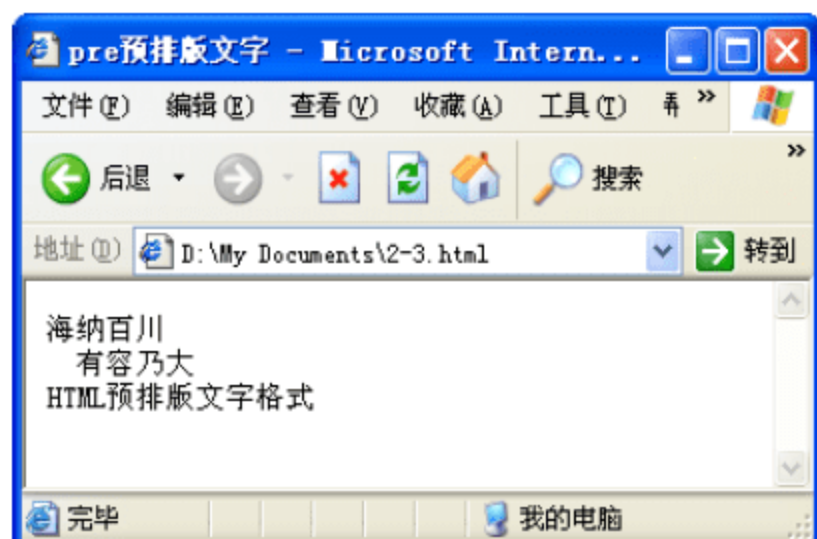 pre预排版文字 - Microsoft Intern...
文件(F) 编辑(E) 查看(V) 收藏(A) 工具(T) »
后退 搜索 »
地址(D) D:\My Documents\2-3.html 转到
海纳百川
有容乃大
HTML预排版文字格式
完毕 我的电脑